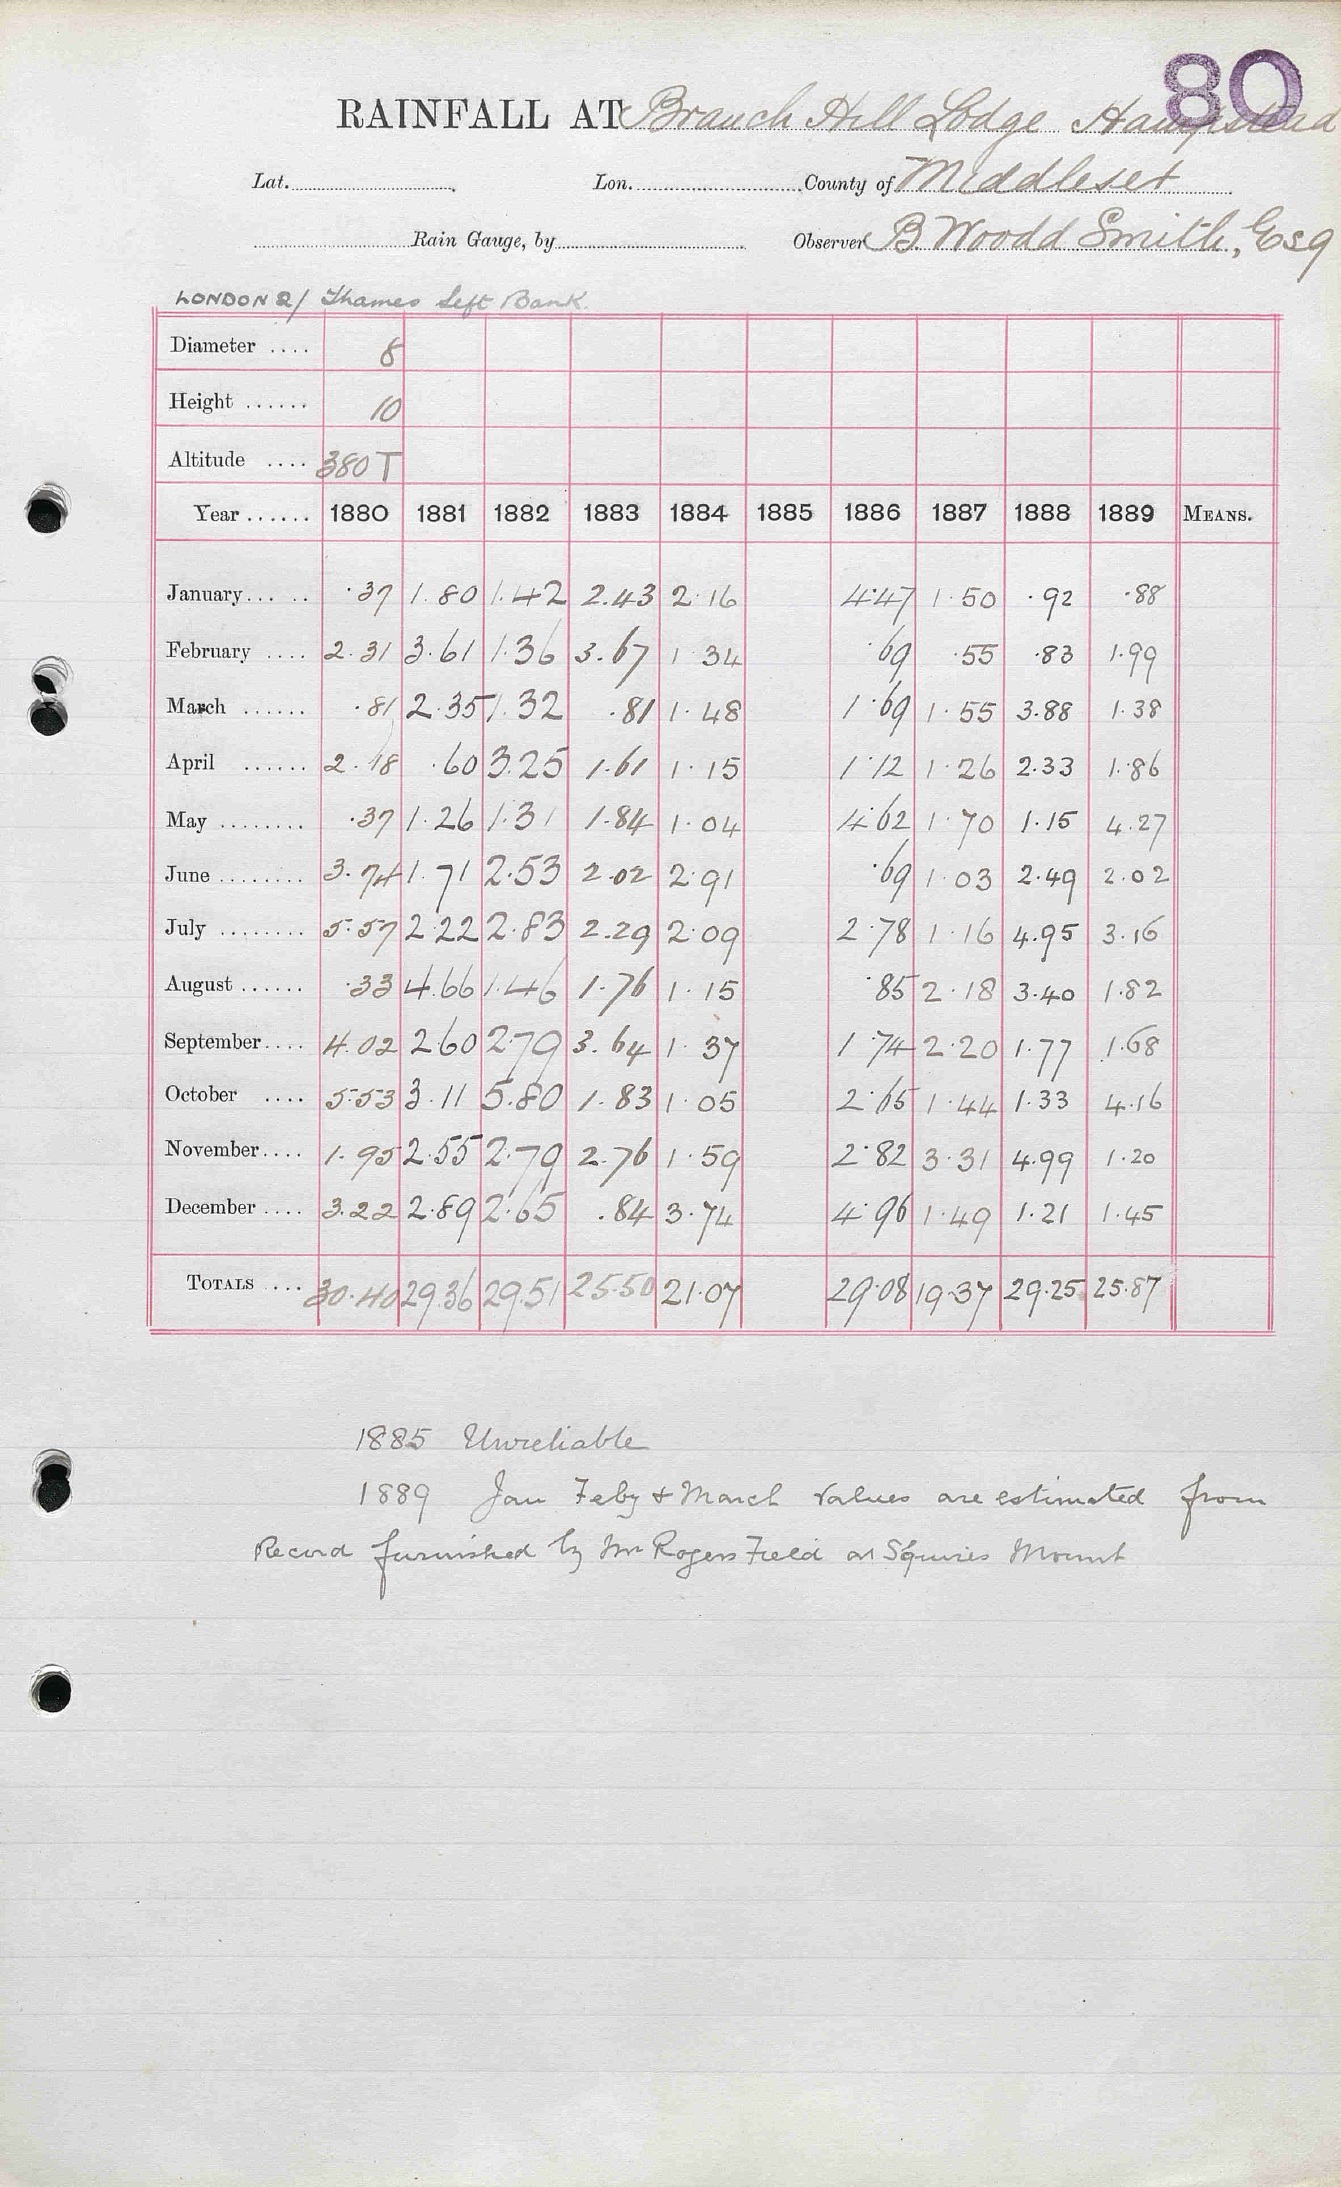 80
RAINFALL AT Branch Hill Lodge Hampstead
Lat. Lon. County of Middleset
Rain Gauge, by Observer B. Woodd Smith, Esq
LONDON 2/ Thames Left Bank
Diameter .... 8
Height ...... 10
Altitude .... 380 T
Year ...... 1880 1881 1882 1883 1884 1885 1886 1887 1888 1889 MEANS.
January... .. .37 1.80 1.42 2.43 2.16 4.47 1.50 .92 .88
February .... 2.31 3.61 1.36 3.67 1.34 .69 .55 .83 1.99
March ...... .81 2.35 1.32 .81 1.48 1.69 1.55 3.88 1.38
April ...... 2.18 .60 3.25 1.61 1.15 1.12 1.26 2.33 1.86
May ........ .37 1.26 1.31 1.84 1.04 4.62 1.70 1.15 4.27
June ........ 3.74 1.71 2.53 2.02 2.91 .69 1.03 2.49 2.02
July ........ 5.57 2.22 2.83 2.29 2.09 2.78 1.16 4.95 3.16
August ...... .33 4.66 1.46 1.76 1.15 .85 2.18 3.40 1.82
September.... 4.02 2.60 2.79 3.64 1.37 1.74 2.20 1.77 1.68
October .... 5.53 3.11 5.80 1.83 1.05 2.65 1.44 1.33 4.16
November.... 1.95 2.55 2.79 2.76 1.59 2.82 3.31 4.99 1.20
December .... 3.22 2.89 2.65 .84 3.74 4.96 1.49 1.21 1.45
TOTALS .... 30.40 29.36 29.51 25.50 21.07 29.08 19.37 29.25 25.87
1885 Unreliable
1889 Jan Feby & March values are estimated from
Record furnished by Mr Rogers Field at Squires Mount